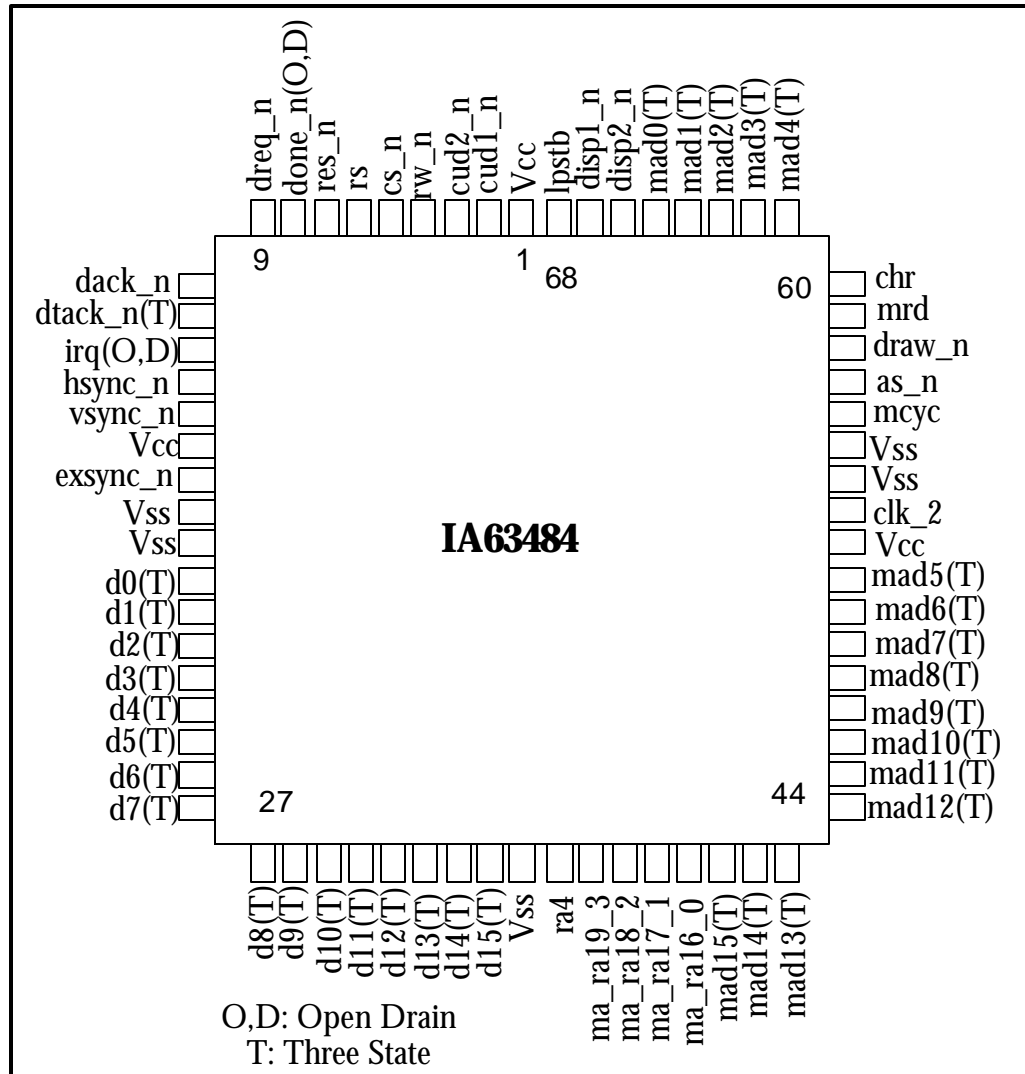 dreq_n
done_n(O,D)
res_n
rs
cs_n
rw_n
cud2_n
cud1_n
Vcc
lpstb
disp1_n
disp2_n
mad0(T)
mad1(T)
mad2(T)
mad3(T)
mad4(T)
9
1
68
60
dack_n
dtack_n(T)
irq(O,D)
hsync_n
vsync_n
Vcc
exsync_n
Vss
Vss
d0(T)
d1(T)
d2(T)
d3(T)
d4(T)
d5(T)
d6(T)
d7(T)
IA63484
chr
mrd
draw_n
as_n
mcyc
Vss
Vss
clk_2
Vcc
mad5(T)
mad6(T)
mad7(T)
mad8(T)
mad9(T)
mad10(T)
mad11(T)
mad12(T)
27
44
d8(T)
d9(T)
d10(T)
d11(T)
d12(T)
d13(T)
d14(T)
d15(T)
Vss
ra4
ma_ra19_3
ma_ra18_2
ma_ra17_1
ma_ra16_0
mad15(T)
mad14(T)
mad13(T)
O,D: Open Drain
T: Three State